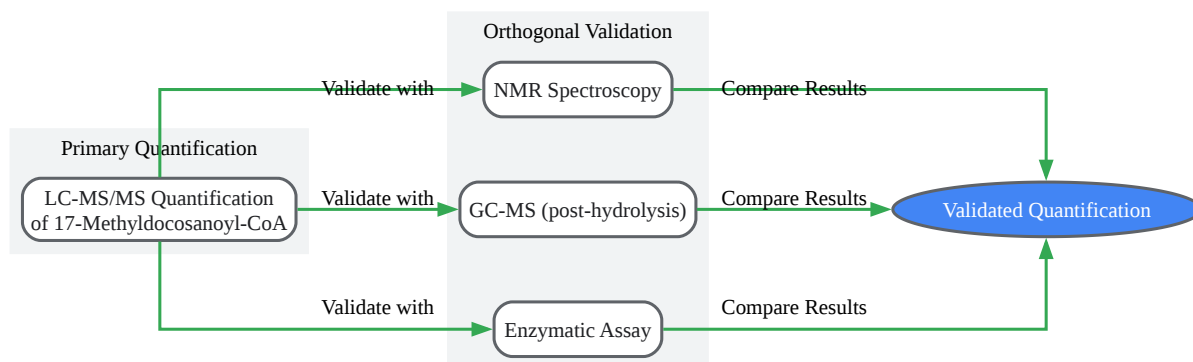 Orthogonal Validation
Validate with
NMR Spectroscopy
Compare Results
Primary Quantification
LC-MS/MS Quantification
of 17-Methyldocosanoyl-CoA
Validate with
GC-MS (post-hydrolysis)
Compare Results
Validated Quantification
Validate with
Enzymatic Assay
Compare Results